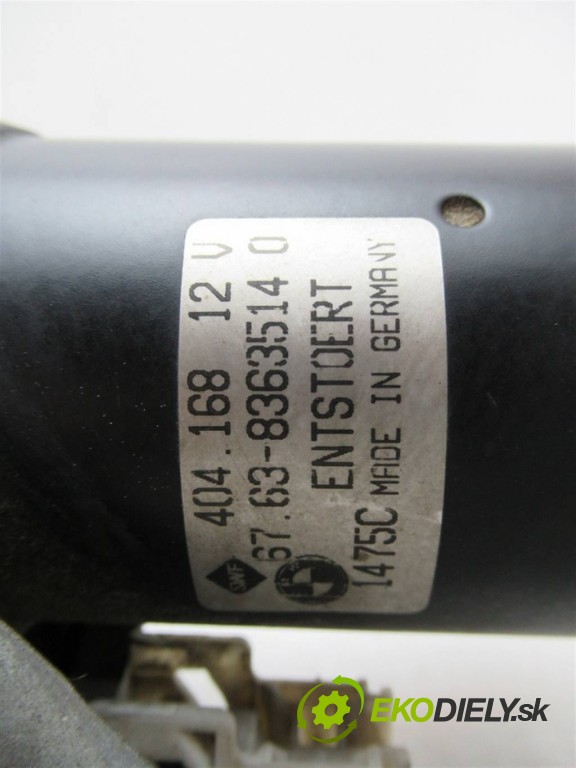 SWF 404.168 12 V
67.63-8363514 0
ENTSTOERT
1475C MADE IN GERMANY
EKODIELY.sk